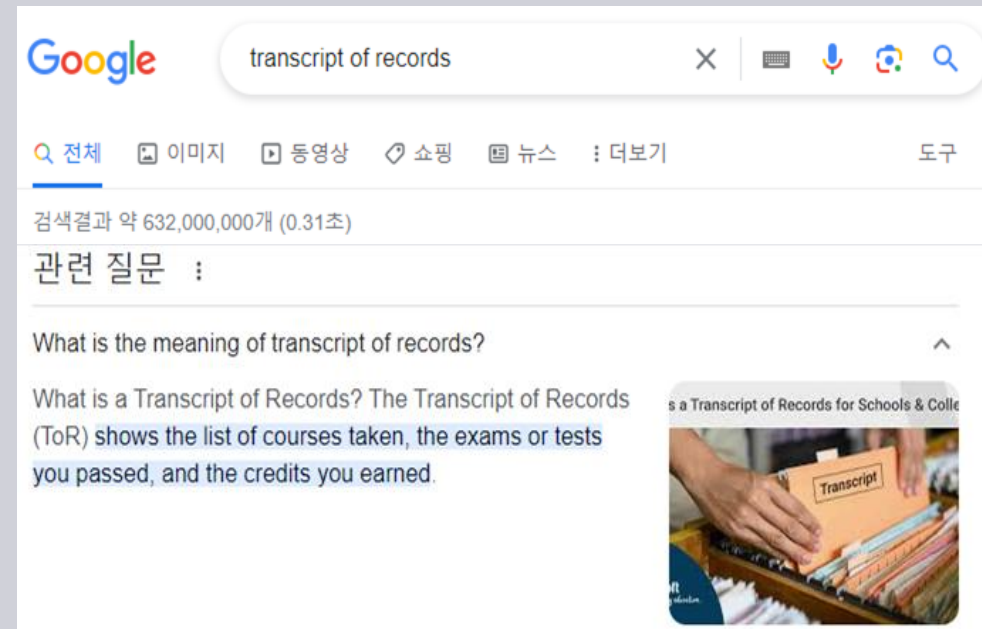 Google
transcript of records
전체 이미지 동영상 쇼핑 뉴스 더보기 도구
검색결과 약 632,000,000개 (0.31초)
관련 질문
What is the meaning of transcript of records?
What is a Transcript of Records? The Transcript of Records
(ToR) shows the list of courses taken, the exams or tests
you passed, and the credits you earned.
s a Transcript of Records for Schools & Colle
Transcript